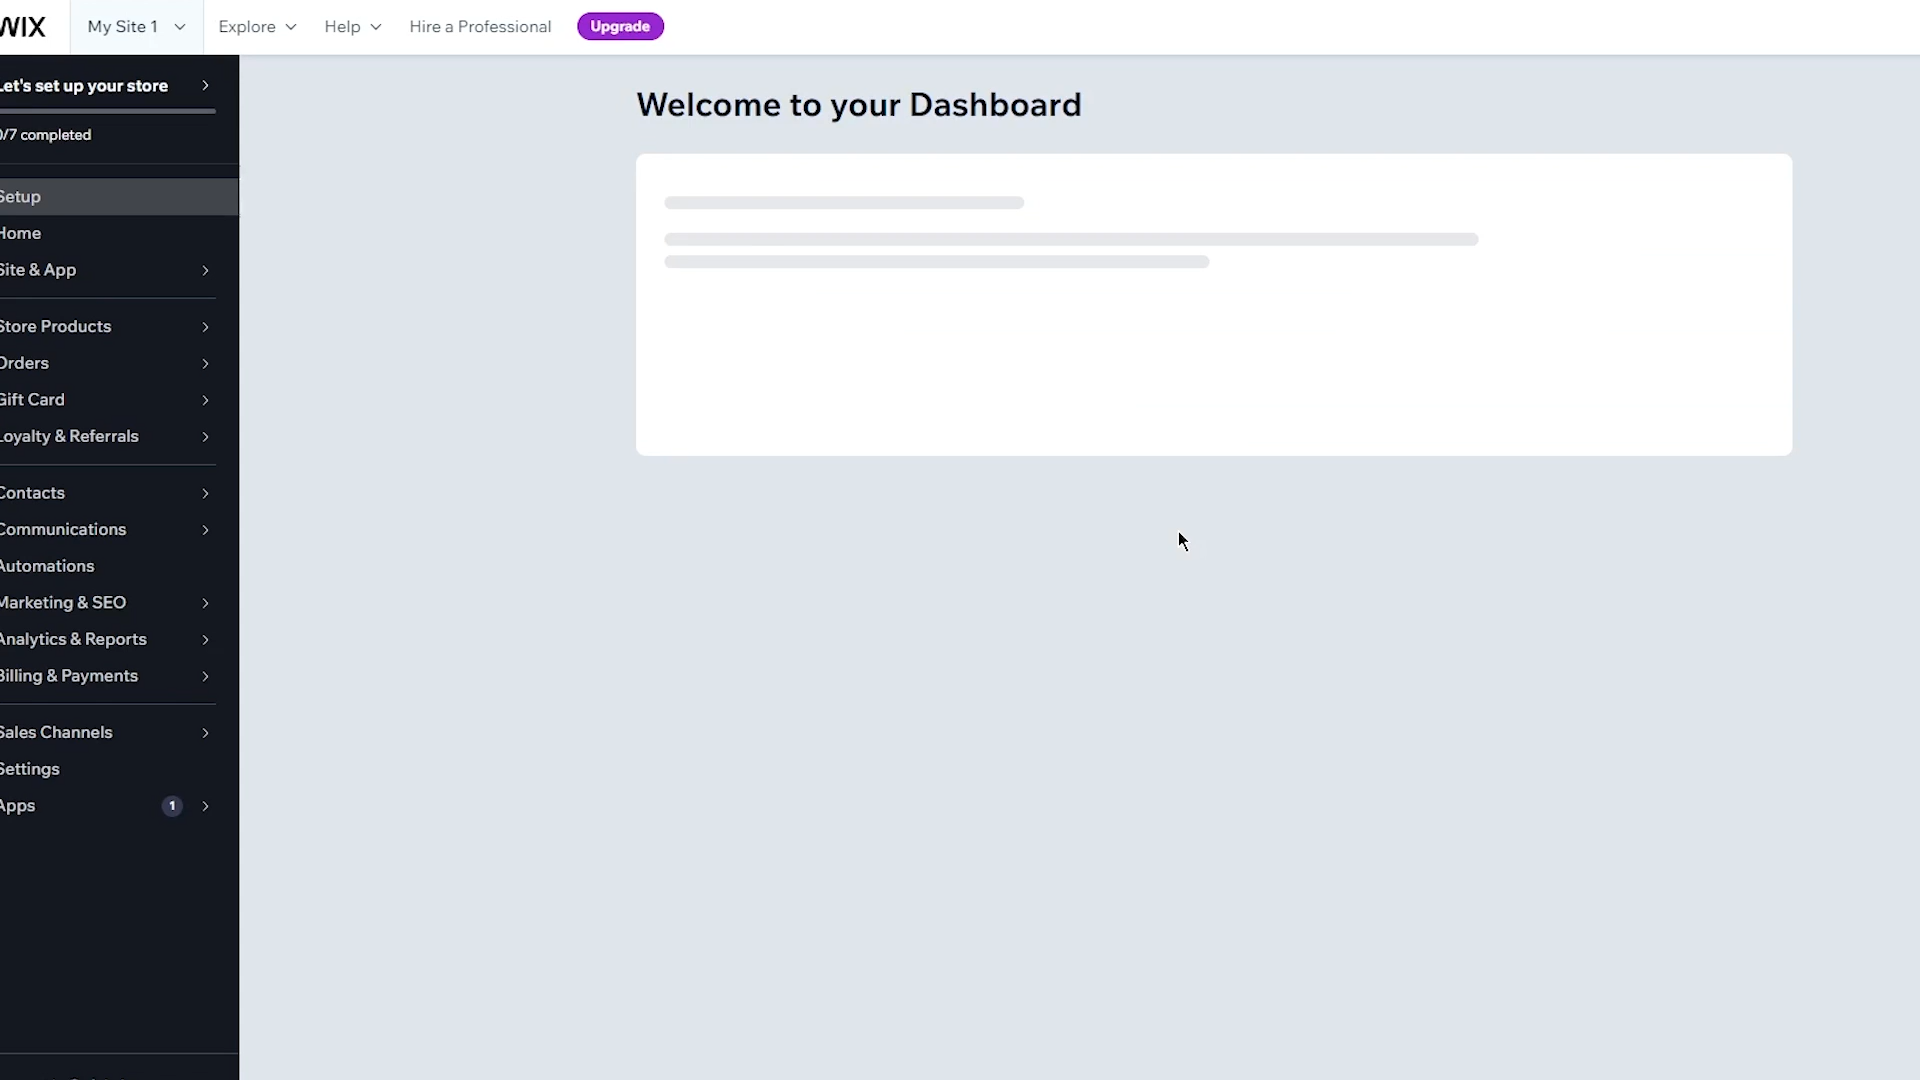 WIX
My Site 1
Explore
Help
Hire a Professional
Upgrade
Let's set up your store
0/7 completed
Setup
Home
Site & App
Store Products
Orders
Gift Card
Loyalty & Referrals
Contacts
Communications
Automations
Marketing & SEO
Analytics & Reports
Billing & Payments
Sales Channels
Settings
Apps 1
Welcome to your Dashboard